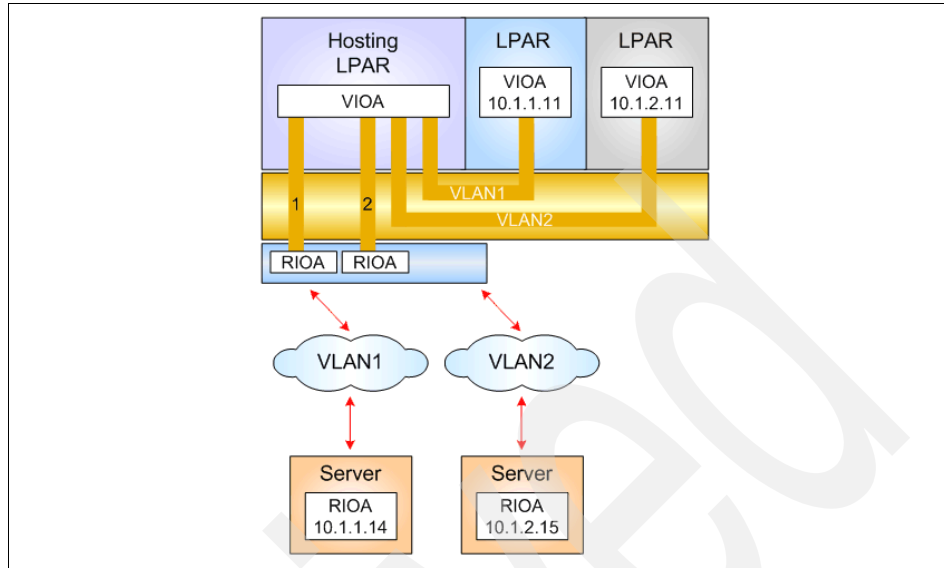 Hosting
LPAR
VIOA
LPAR
VIOA
10.1.1.11
LPAR
VIOA
10.1.2.11
1
2
VLAN1
VLAN2
RIOA
RIOA
VLAN1
VLAN2
Server
RIOA
10.1.1.14
Server
RIOA
10.1.2.15